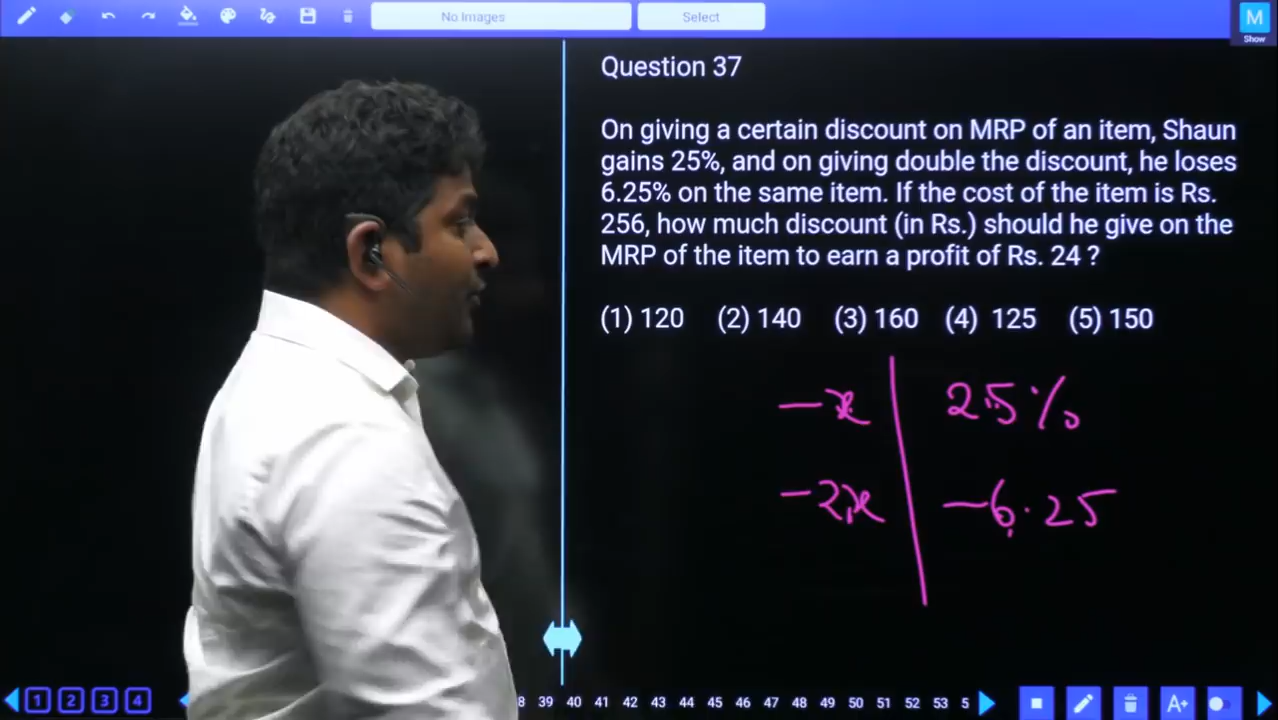 No Images
Select
M
Show
Question 37
On giving a certain discount on MRP of an item, Shaun
gains 25%, and on giving double the discount, he loses
6.25% on the same item. If the cost of the item is Rs.
256, how much discount (in Rs.) should he give on the
MRP of the item to earn a profit of Rs. 24 ?
(1) 120 (2) 140 (3) 160 (4) 125 (5) 150
-x 25%
-2x -6.25
1 2 3 4
8 39 40 41 42 43 44 45 46 47 48 49 50 51 52 53 5
A+